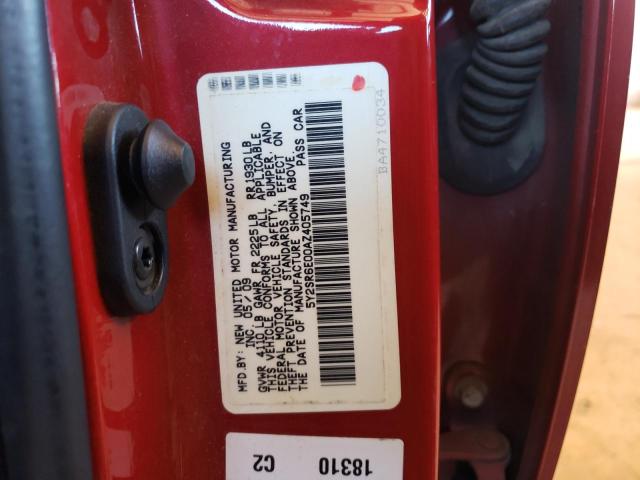 MFD.BY: NEW UNITED MOTOR MANUFACTURING
INC. 05/09
GVWR 4110 LB GAWR FR 2225 LB RR 1930 LB
THIS VEHICLE CONFORMS TO ALL APPLICABLE
FEDERAL MOTOR VEHICLE SAFETY, BUMPER, AND
THEFT PREVENTION STANDARDS IN EFFECT ON
THE DATE OF MANUFACTURE SHOWN ABOVE.
5Y2SR6E00AZ405749 PASS CAR
BA4710034
18310
C2